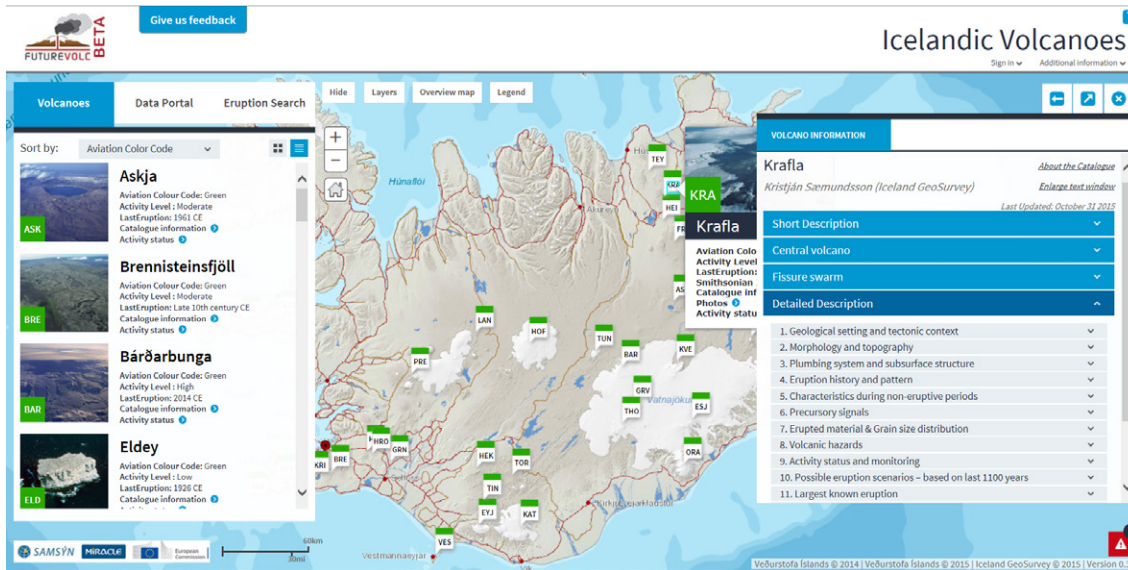 FUTUREVOLC BETA
Give us feedback
Icelandic Volcanoes
Sign in
Additional information
Volcanoes
Data Portal
Eruption Search
Sort by:
Aviation Color Code
ASK
Askja
Aviation Colour Code: Green
Activity Level : Moderate
LastEruption: 1961 CE
Catalogue information
Activity status
BRE
Brennisteinsfjöll
Aviation Colour Code: Green
Activity Level : Moderate
LastEruption: Late 10th century CE
Catalogue information
Activity status
BAR
Bárðarbunga
Aviation Colour Code: Green
Activity Level : High
LastEruption: 2014 CE
Catalogue information
Activity status
ELD
Eldey
Aviation Colour Code: Green
Activity Level : Low
LastEruption: 1926 CE
Catalogue information
SAMSÝN
MIRACLE
European Commission
60km
30mi
Hide
Layers
Overview map
Legend
+
−
Húnaflói
Akureyri
TEY
KRA
HEI
FR
AS
LAN
HOF
TUN
PRE
BAR
KVE
GRV
THO
Vatnajökull
ESJ
ORA
HRO
GRN
KRI
BRE
Selfoss
HEK
TOR
TIN
EYJ
KAT
VES
Vestmannaeyjar
Kirkjubæjarklaustur
KRA
Krafla
Aviation Colo
Activity Level
LastEruption:
Smithsonian
Catalogue inf
Photos
Activity statu
VOLCANO INFORMATION
Krafla
About the Catalogue
Kristján Sæmundsson (Iceland GeoSurvey)
Enlarge text window
Last Updated: October 31 2015
Short Description
Central volcano
Fissure swarm
Detailed Description
1. Geological setting and tectonic context
2. Morphology and topography
3. Plumbing system and subsurface structure
4. Eruption history and pattern
5. Characteristics during non-eruptive periods
6. Precursory signals
7. Erupted material & Grain size distribution
8. Volcanic hazards
9. Activity status and monitoring
10. Possible eruption scenarios – based on last 1100 years
11. Largest known eruption
Veðurstofa Íslands © 2014 | Veðurstofa Íslands © 2015 | Iceland GeoSurvey © 2015 | Version 0.